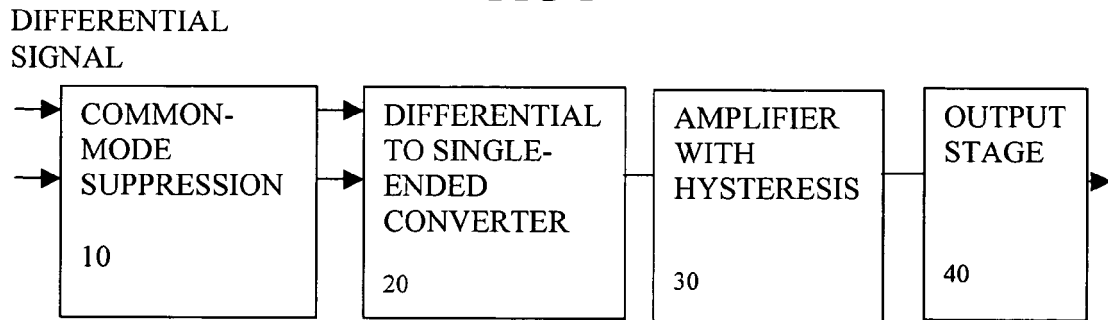 DIFFERENTIAL
SIGNAL
COMMON-
MODE
SUPPRESSION
10
DIFFERENTIAL
TO SINGLE-
ENDED
CONVERTER
20
AMPLIFIER
WITH
HYSTERESIS
30
OUTPUT
STAGE
40